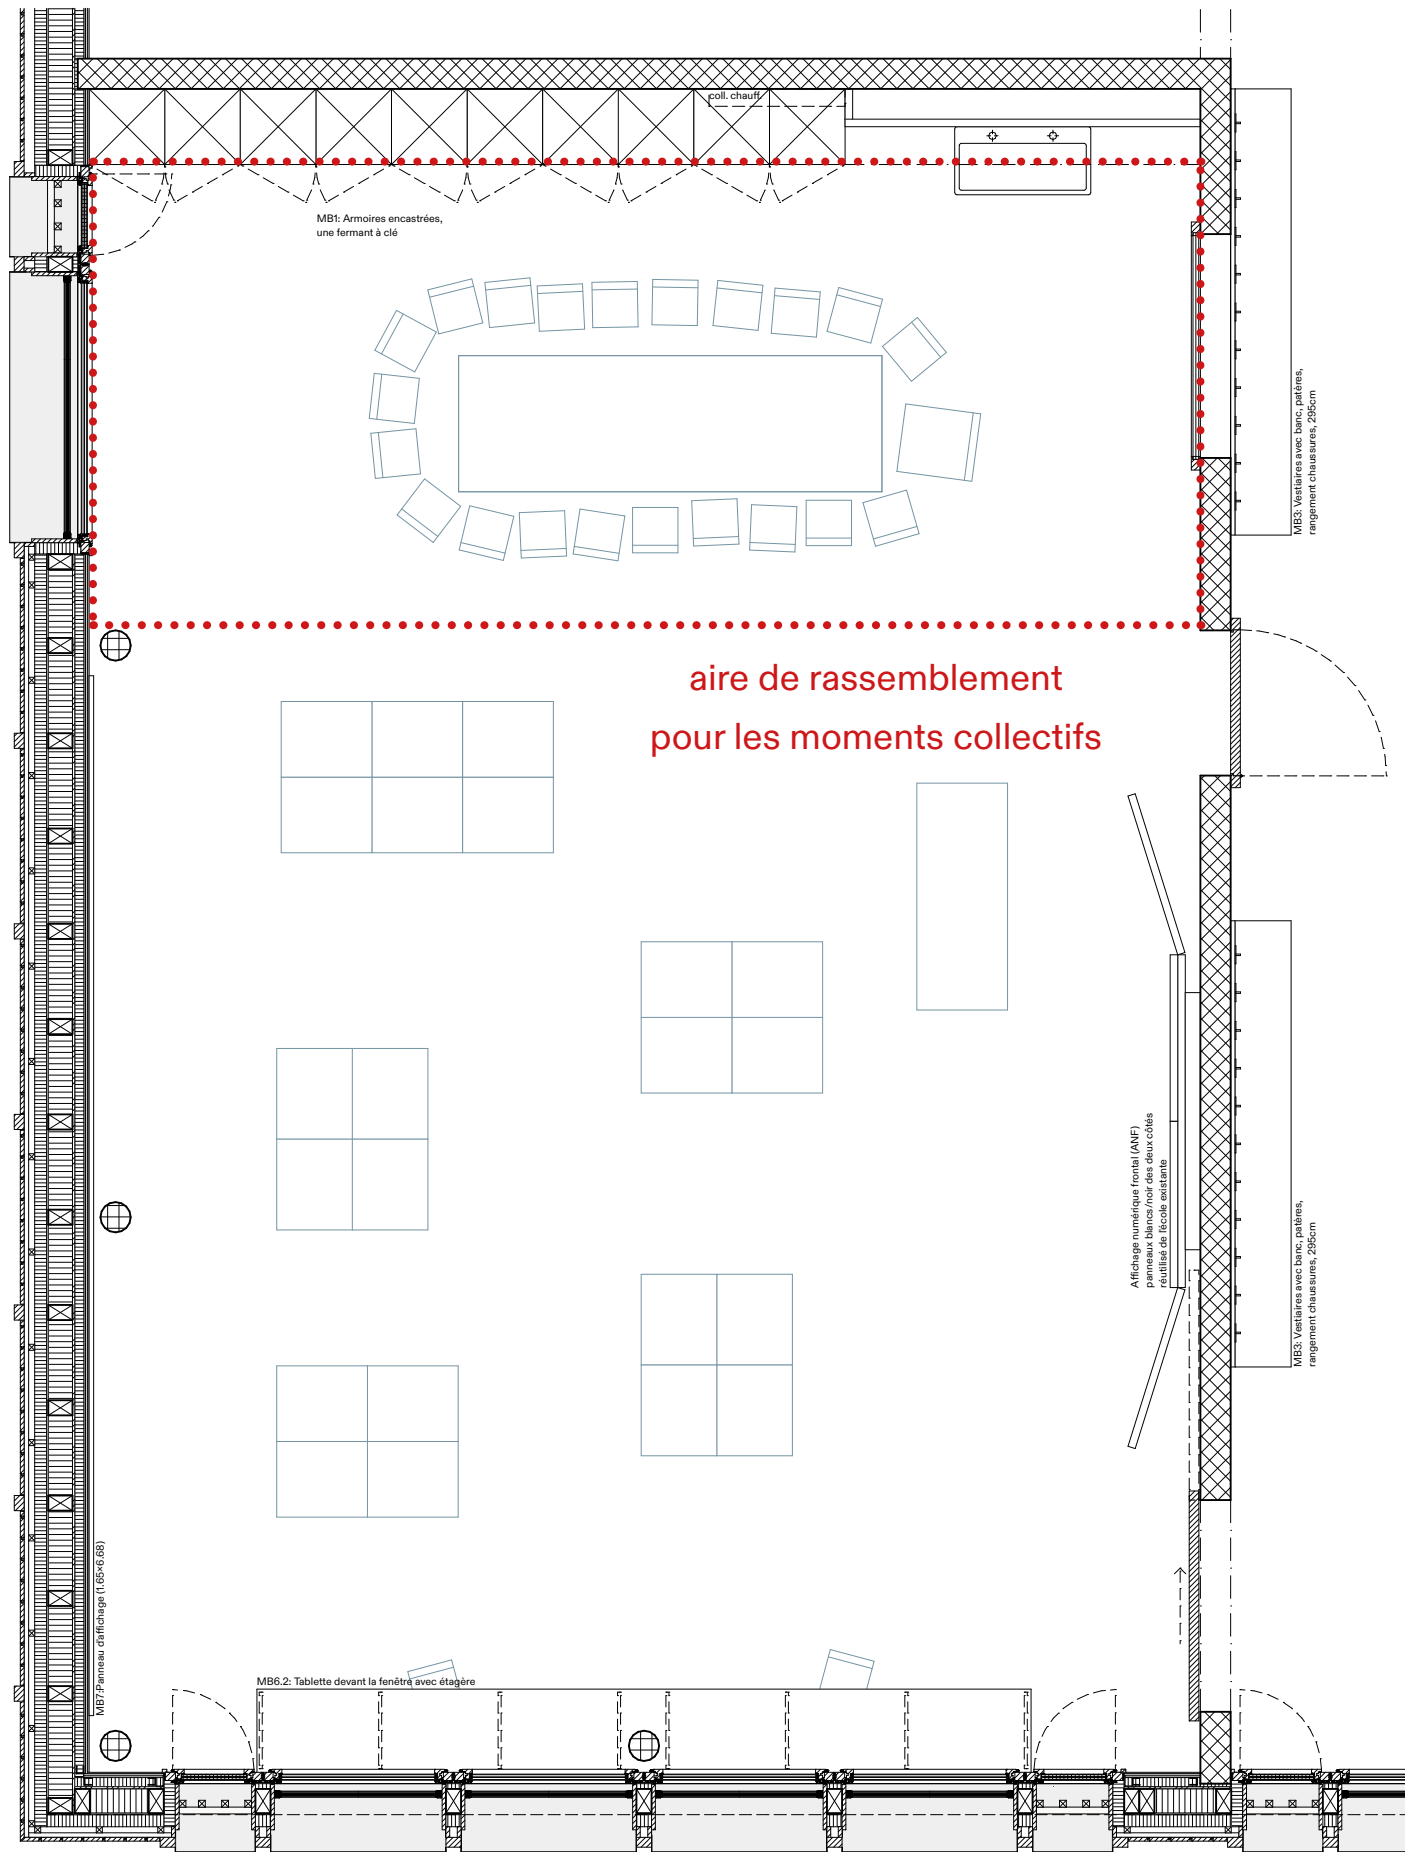 coll. chauff.
MB1: Armoires encastrées,
une fermant à clé
MB3: Vestiaires avec banc, patères,
rangement chaussures, 295cm
aire de rassemblement
pour les moments collectifs
Affichage numérique frontal (ANF)
panneaux blancs/noir des deux côtés
réutilisé de l'école existante
MB3: Vestiaires avec banc, patères,
rangement chaussures, 295cm
MB7:Panneau d'affichage (1.65×6.68)
MB6.2: Tablette devant la fenêtre avec étagère